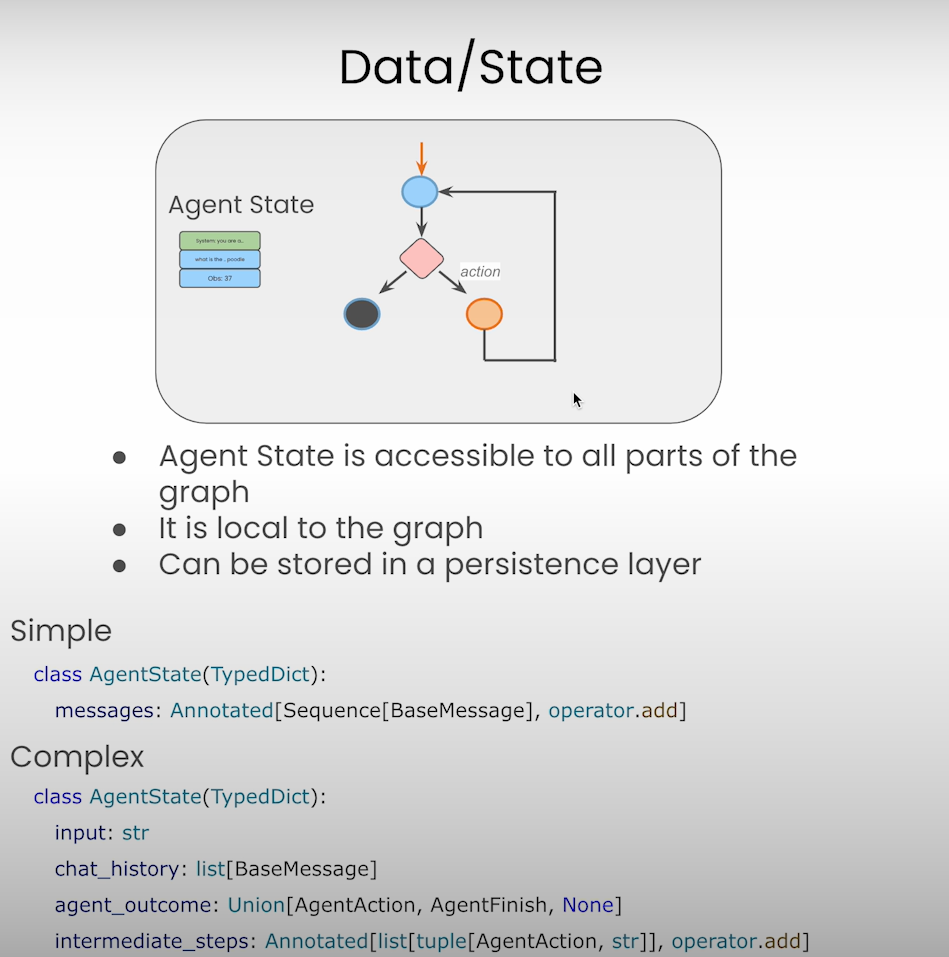 Data/State
Agent State
System: you are a..
what is the .. poodle
Obs: 37
action
● Agent State is accessible to all parts of the
graph
● It is local to the graph
● Can be stored in a persistence layer
Simple
class AgentState(TypedDict):
messages: Annotated[Sequence[BaseMessage], operator.add]
Complex
class AgentState(TypedDict):
input: str
chat_history: list[BaseMessage]
agent_outcome: Union[AgentAction, AgentFinish, None]
intermediate_steps: Annotated[list[tuple[AgentAction, str]], operator.add]